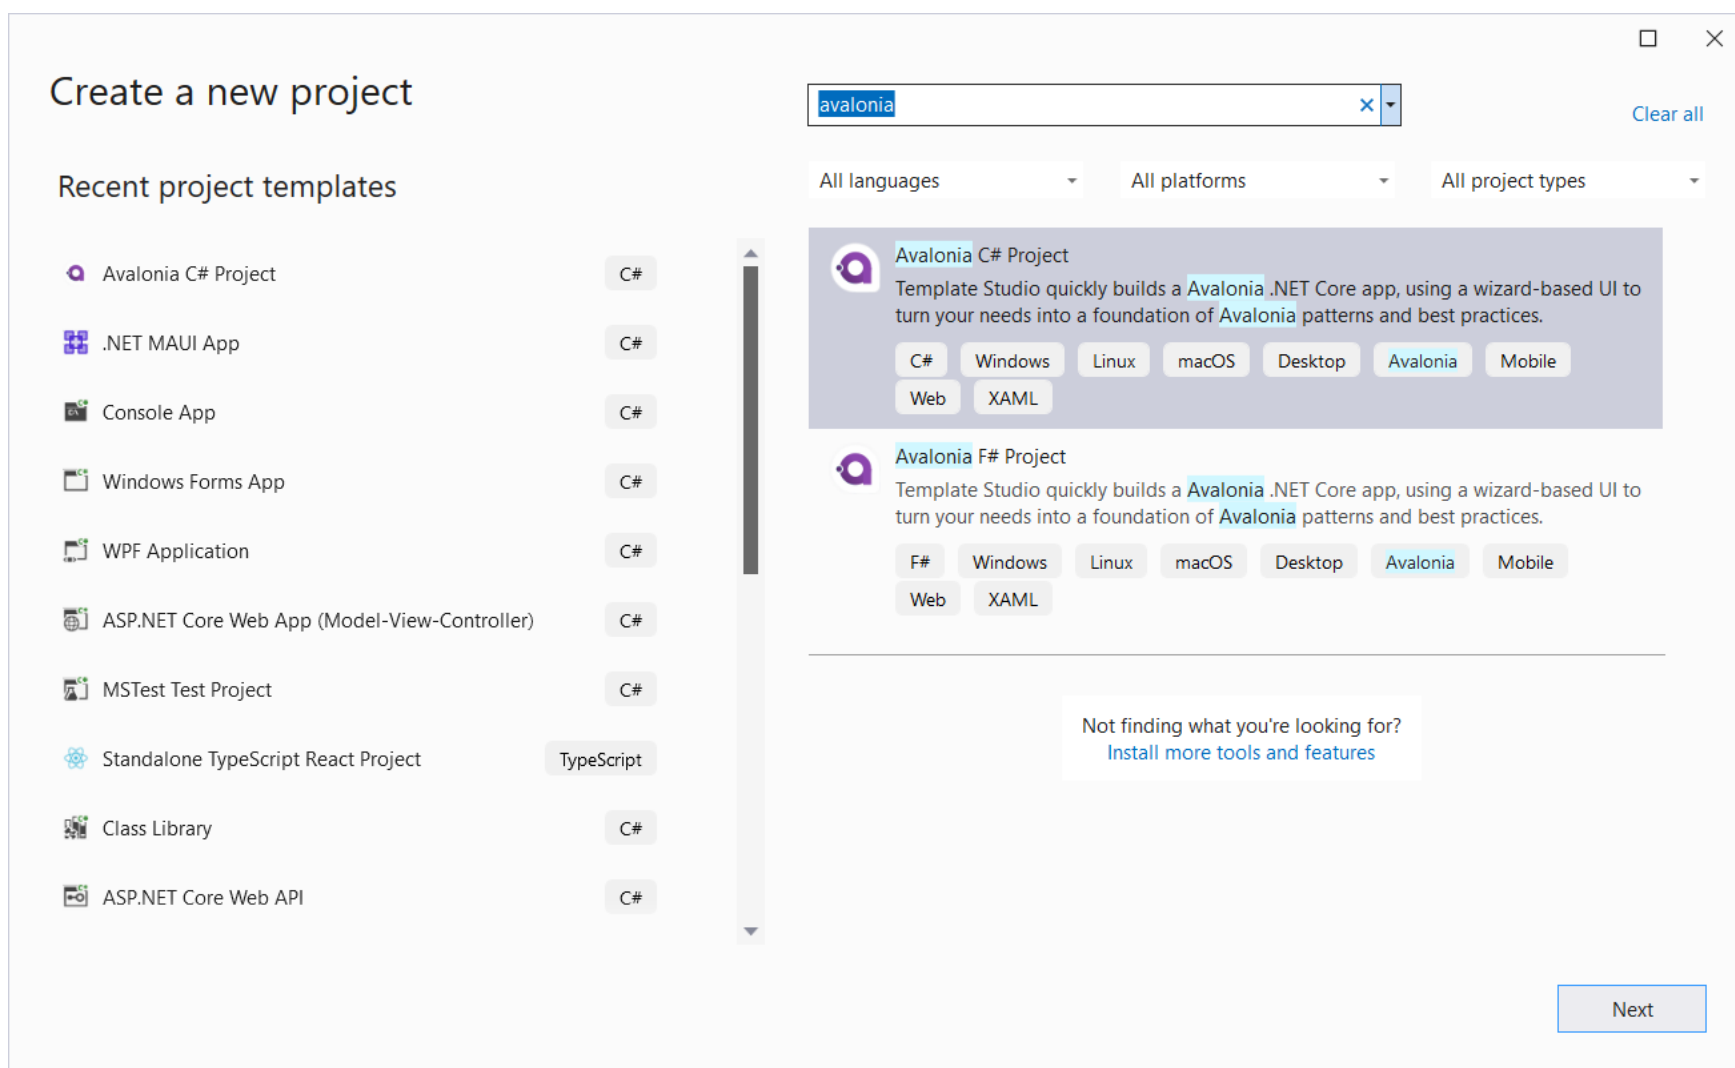 Create a new project
avalonia
Clear all
All languages
All platforms
All project types
Recent project templates
Avalonia C# Project
C#
.NET MAUI App
C#
Console App
C#
Windows Forms App
C#
WPF Application
C#
ASP.NET Core Web App (Model-View-Controller)
C#
MSTest Test Project
C#
Standalone TypeScript React Project
TypeScript
Class Library
C#
ASP.NET Core Web API
C#
Avalonia C# Project
Template Studio quickly builds a Avalonia .NET Core app, using a wizard-based UI to
turn your needs into a foundation of Avalonia patterns and best practices.
C# Windows Linux macOS Desktop Avalonia Mobile
Web XAML
Avalonia F# Project
Template Studio quickly builds a Avalonia .NET Core app, using a wizard-based UI to
turn your needs into a foundation of Avalonia patterns and best practices.
F# Windows Linux macOS Desktop Avalonia Mobile
Web XAML
Not finding what you're looking for?
Install more tools and features
Next